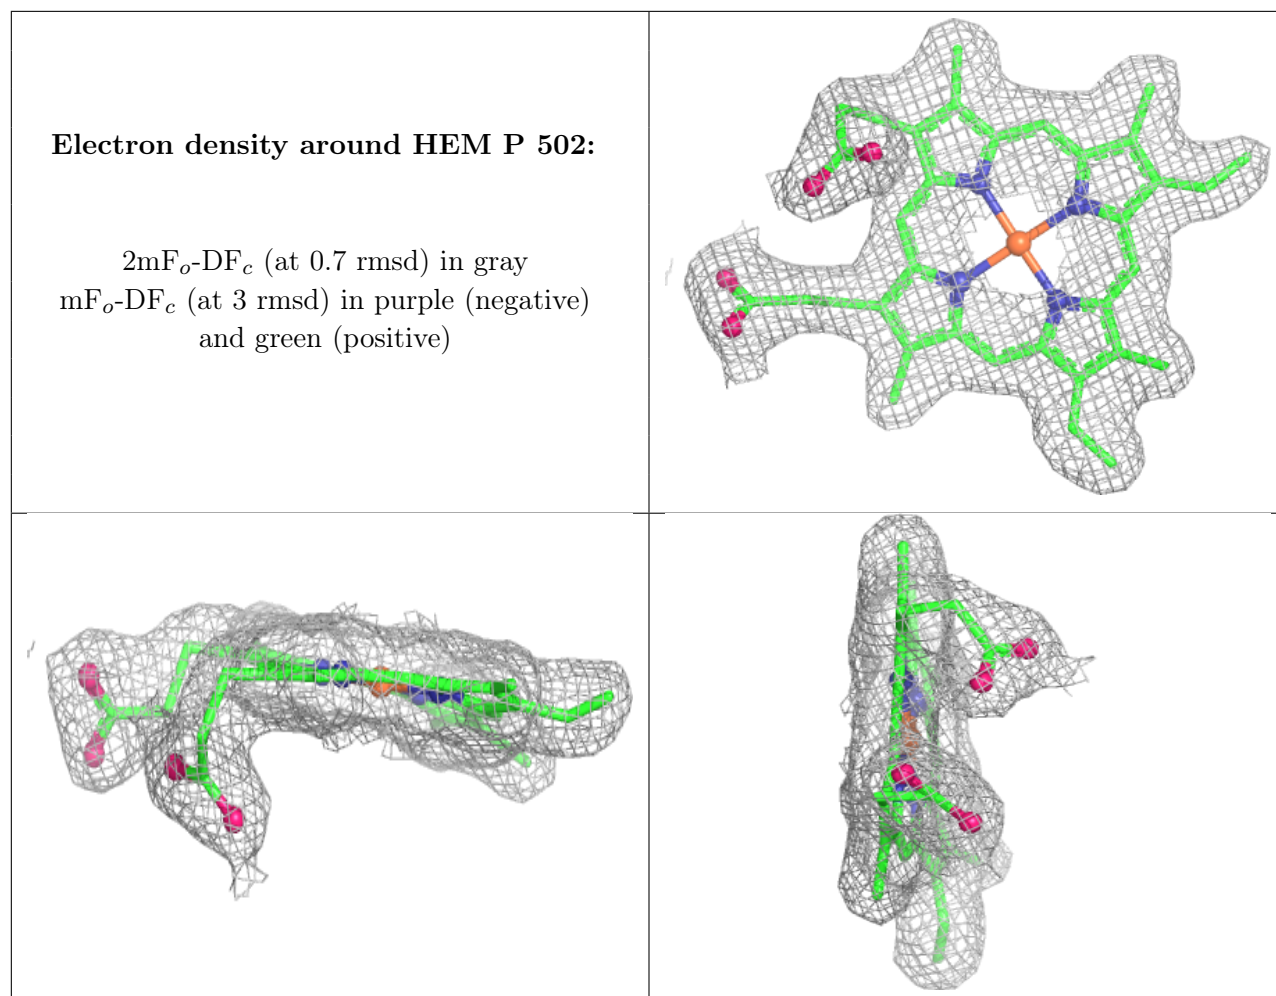 Electron density around HEM P 502:
2mFo-DFc (at 0.7 rmsd) in gray
mFo-DFc (at 3 rmsd) in purple (negative)
and green (positive)